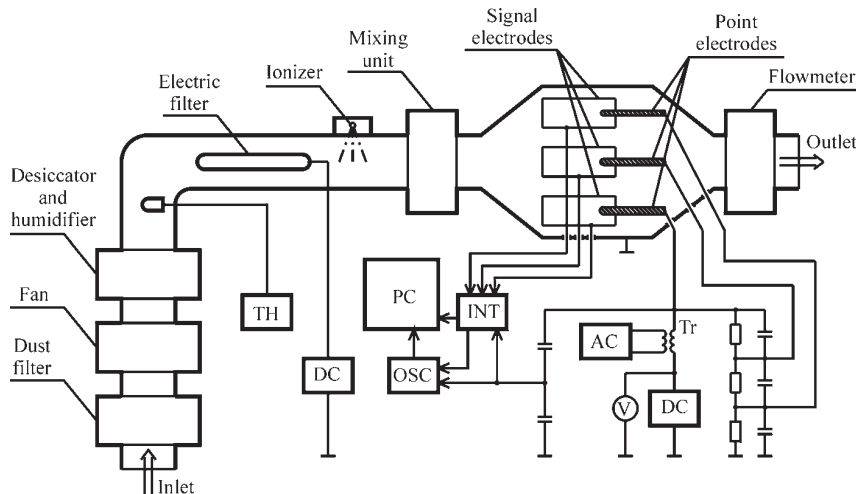 Signal
electrodes
Point
electrodes
Mixing
unit
Ionizer
Electric
filter
Flowmeter
Outlet
Desiccator
and
humidifier
Fan
Dust
filter
TH
PC
INT
DC
OSC
AC
Tr
V
DC
Inlet